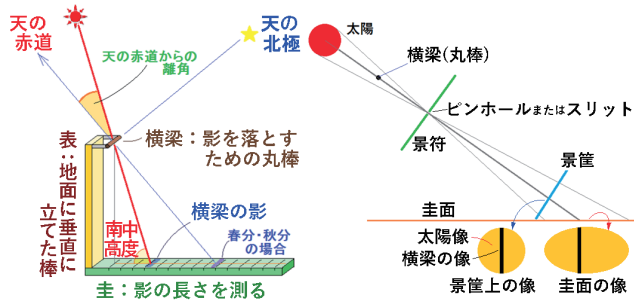 天の
赤道
天の
北極
天の赤道からの
離角
横梁：影を落とす
ための丸棒
表：地面に垂直に
立てた棒
南中
高度
横梁の影
春分・秋分
の場合
圭：影の長さを測る
太陽
横梁(丸棒)
ピンホールまたはスリット
景符
景筺
圭面
太陽像
横梁の像
景筺上の像
圭面の像